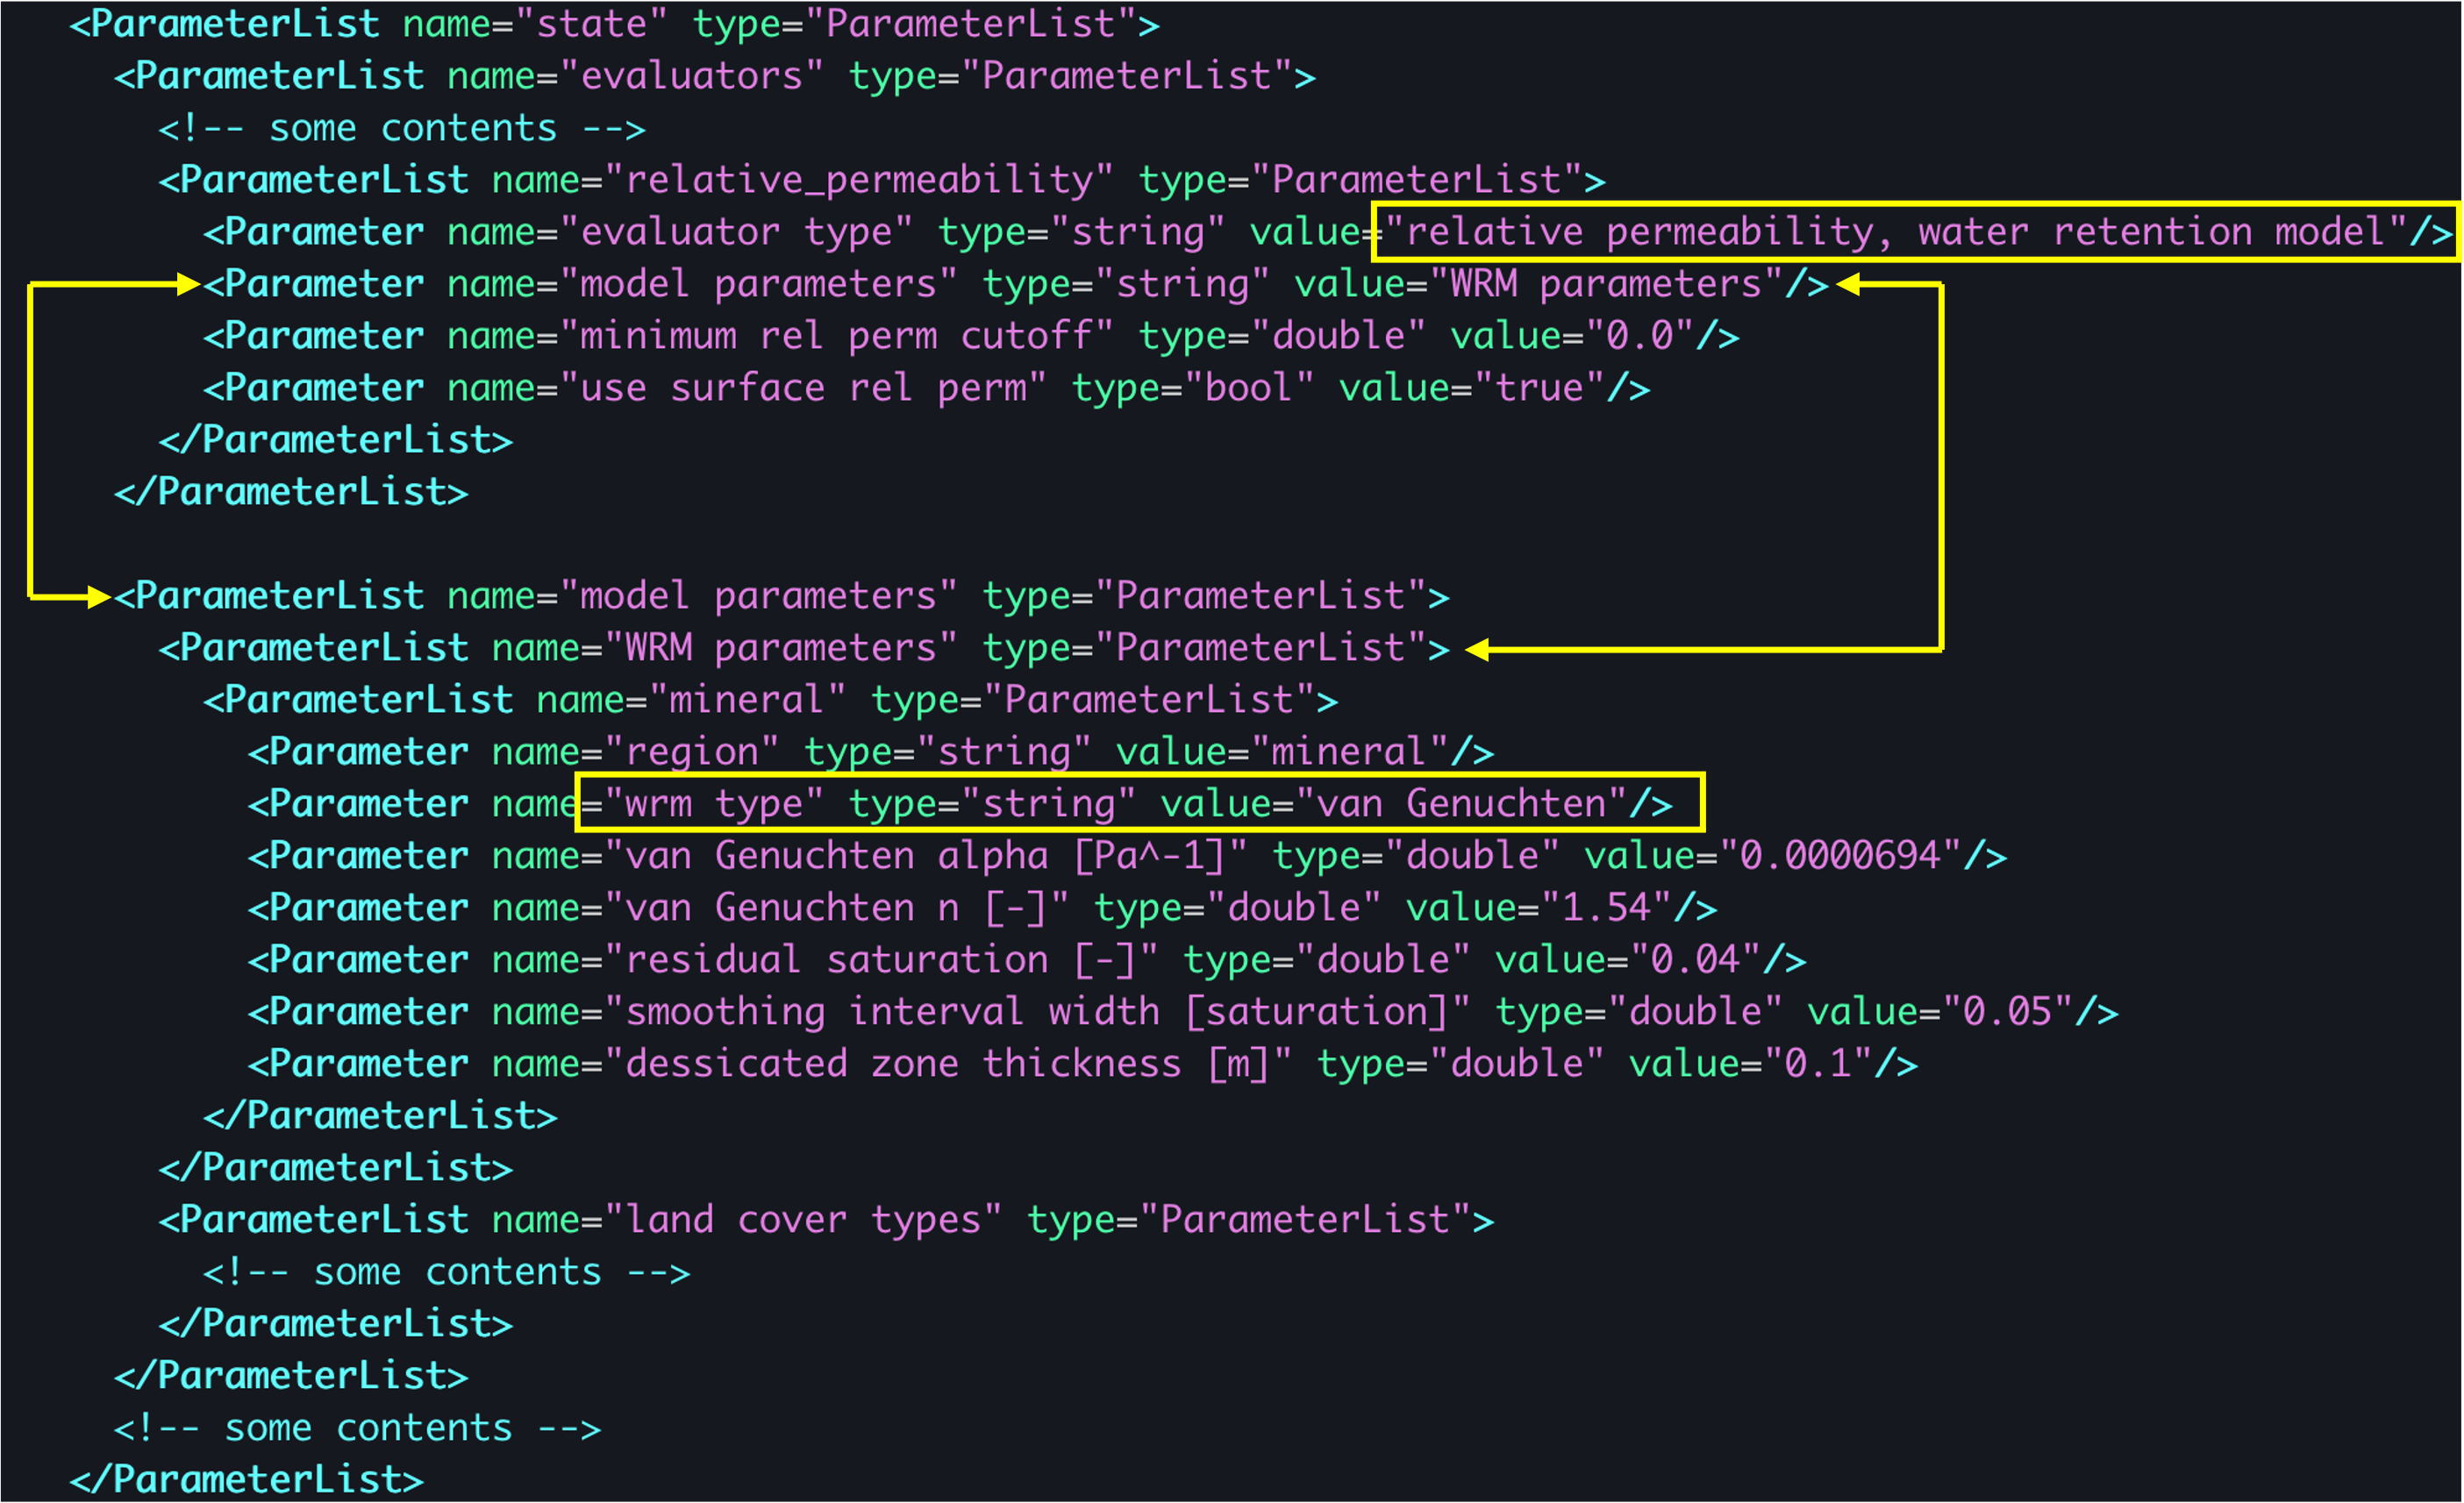 <ParameterList name="state" type="ParameterList">
<ParameterList name="evaluators" type="ParameterList">
<!-- some contents -->
<ParameterList name="relative_permeability" type="ParameterList">
<Parameter name="evaluator type" type="string" value="relative permeability, water retention model"/>
<Parameter name="model parameters" type="string" value="WRM parameters"/>
<Parameter name="minimum rel perm cutoff" type="double" value="0.0"/>
<Parameter name="use surface rel perm" type="bool" value="true"/>
</ParameterList>
</ParameterList>
<ParameterList name="model parameters" type="ParameterList">
<ParameterList name="WRM parameters" type="ParameterList">
<ParameterList name="mineral" type="ParameterList">
<Parameter name="region" type="string" value="mineral"/>
<Parameter name="wrm type" type="string" value="van Genuchten"/>
<Parameter name="van Genuchten alpha [Pa^-1]" type="double" value="0.0000694"/>
<Parameter name="van Genuchten n [-]" type="double" value="1.54"/>
<Parameter name="residual saturation [-]" type="double" value="0.04"/>
<Parameter name="smoothing interval width [saturation]" type="double" value="0.05"/>
<Parameter name="dessicated zone thickness [m]" type="double" value="0.1"/>
</ParameterList>
</ParameterList>
<ParameterList name="land cover types" type="ParameterList">
<!-- some contents -->
</ParameterList>
</ParameterList>
<!-- some contents -->
</ParameterList>